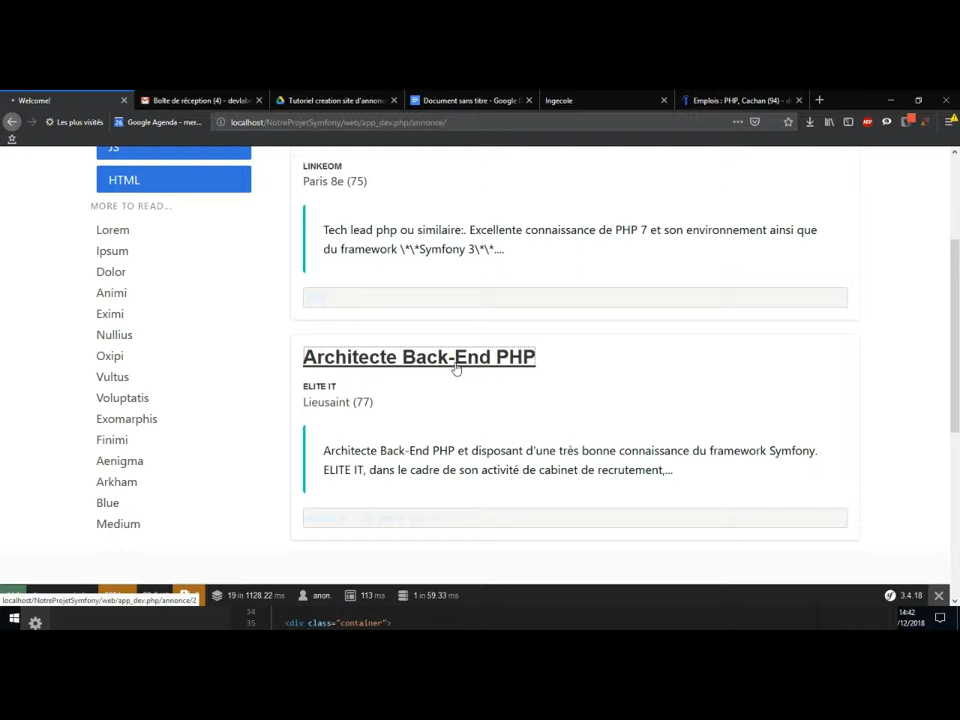 Welcome!
Boîte de réception (4) - devlab
Tutoriel creation site d'annonc
Document sans titre - Google
Ingecole
Emplois : PHP, Cachan (94) - d
Les plus visités
Google Agenda - mer...
localhost/NotreProjetSymfony/web/app_dev.php/annonce/
JS
HTML
MORE TO READ...
Lorem
Ipsum
Dolor
Animi
Eximi
Nullius
Oxipi
Vultus
Voluptatis
Exomarphis
Finimi
Aenigma
Arkham
Blue
Medium
LINKEOM
Paris 8e (75)
Tech lead php ou similaire:. Excellente connaissance de PHP 7 et son environnement ainsi que
du framework \*\*Symfony 3\*\*....
Architecte Back-End PHP
ELITE IT
Lieusaint (77)
Architecte Back-End PHP et disposant d'une très bonne connaissance du framework Symfony.
ELITE IT, dans le cadre de son activité de cabinet de recrutement,...
19 in 1128.22 ms
anon.
113 ms
1 in 59.33 ms
3.4.18
localhost/NotreProjetSymfony/web/app_dev.php/annonce/2
34
35 <div class="container">
14:42
/12/2018